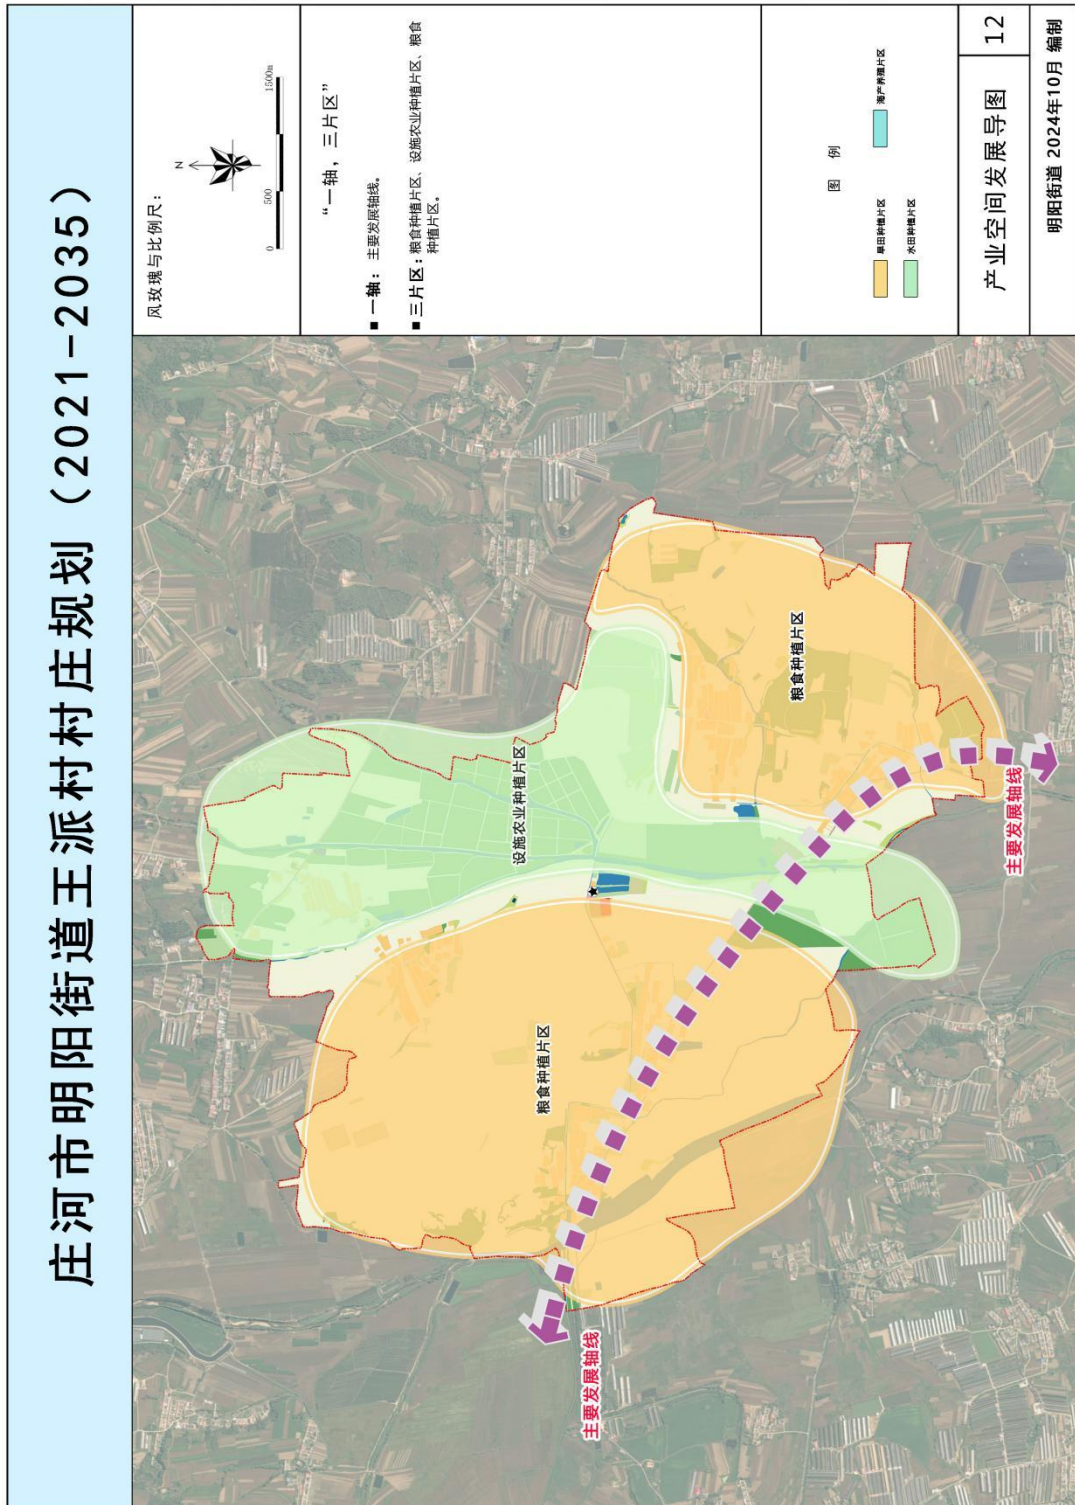 庄河市明阳街道王派村村庄规划（2021-2035）
风玫瑰与比例尺：
N
0 500 1500m
“一轴，三片区”
■ 一轴：主要发展轴线。
■ 三片区：粮食种植片区、设施农业种植片区、粮食
种植片区。
图 例
旱田种植片区
海产养殖片区
水田种植片区
产业空间发展导图
12
明阳街道 2024年10月 编制
设施农业种植片区
粮食种植片区
粮食种植片区
主要发展轴线
主要发展轴线